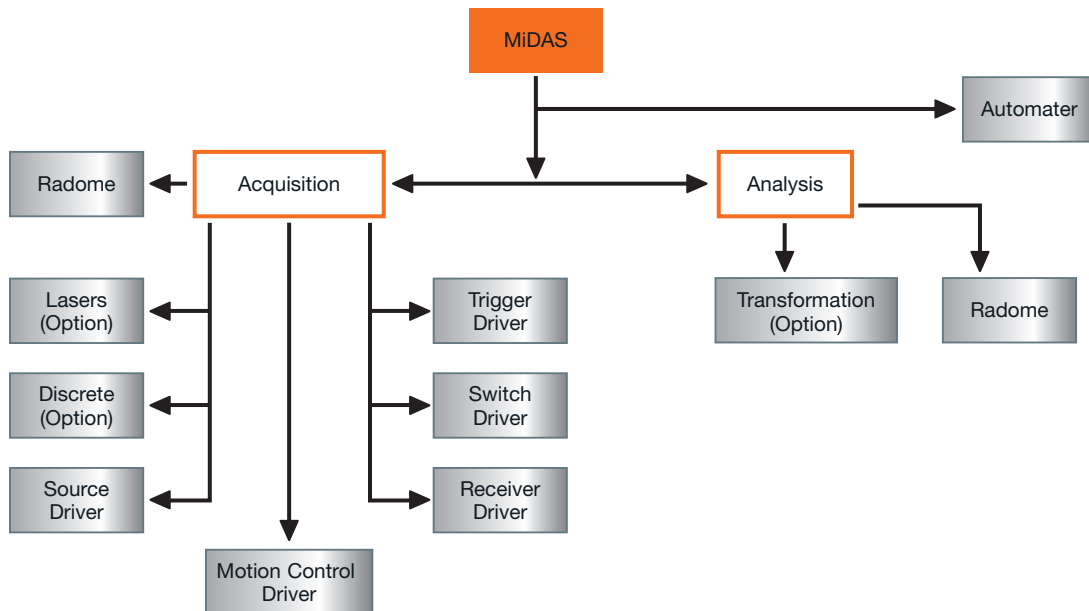 MiDAS
Automater
Radome
Acquisition
Analysis
Lasers
(Option)
Trigger
Driver
Transformation
(Option)
Radome
Discrete
(Option)
Switch
Driver
Source
Driver
Receiver
Driver
Motion Control
Driver